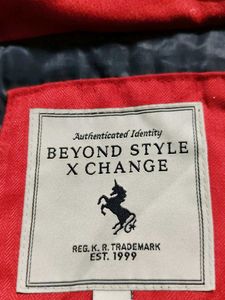 Authenticated Identity
BEYOND STYLE
X CHANGE
REG. K. R. TRADEMARK
EST. 1999